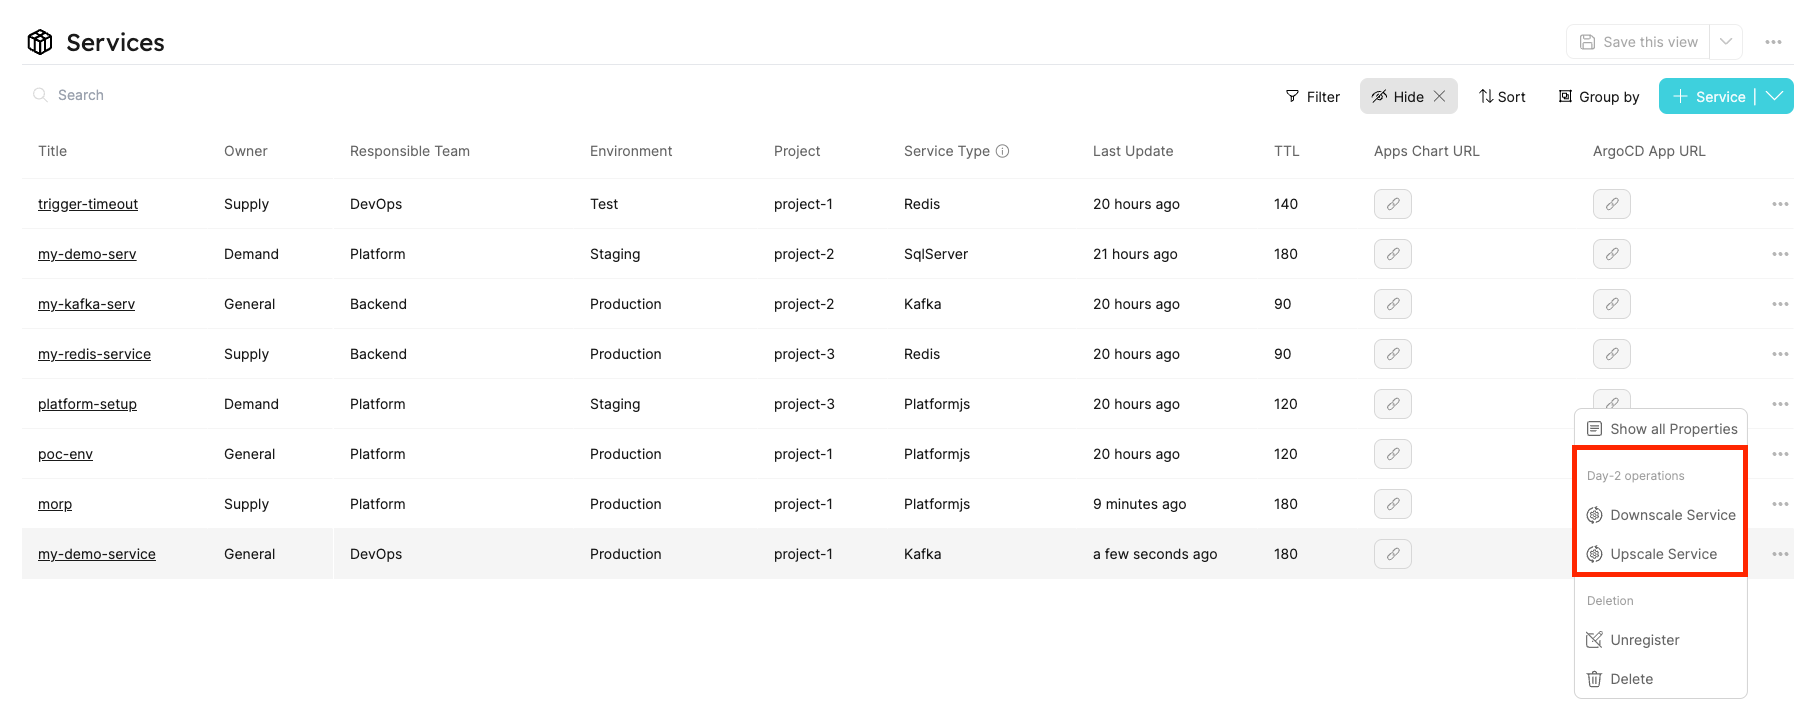 Services
Save this view
Search
Filter Hide Sort Group by Service
Title Owner Responsible Team Environment Project Service Type Last Update TTL Apps Chart URL ArgoCD App URL
trigger-timeout Supply DevOps Test project-1 Redis 20 hours ago 140
my-demo-serv Demand Platform Staging project-2 SqlServer 21 hours ago 180
my-kafka-serv General Backend Production project-2 Kafka 20 hours ago 90
my-redis-service Supply Backend Production project-3 Redis 20 hours ago 90
platform-setup Demand Platform Staging project-3 Platformjs 20 hours ago 120
poc-env General Platform Production project-1 Platformjs 20 hours ago 120
morp Supply Platform Production project-1 Platformjs 9 minutes ago 180
my-demo-service General DevOps Production project-1 Kafka a few seconds ago 180
Show all Properties
Day-2 operations
Downscale Service
Upscale Service
Deletion
Unregister
Delete